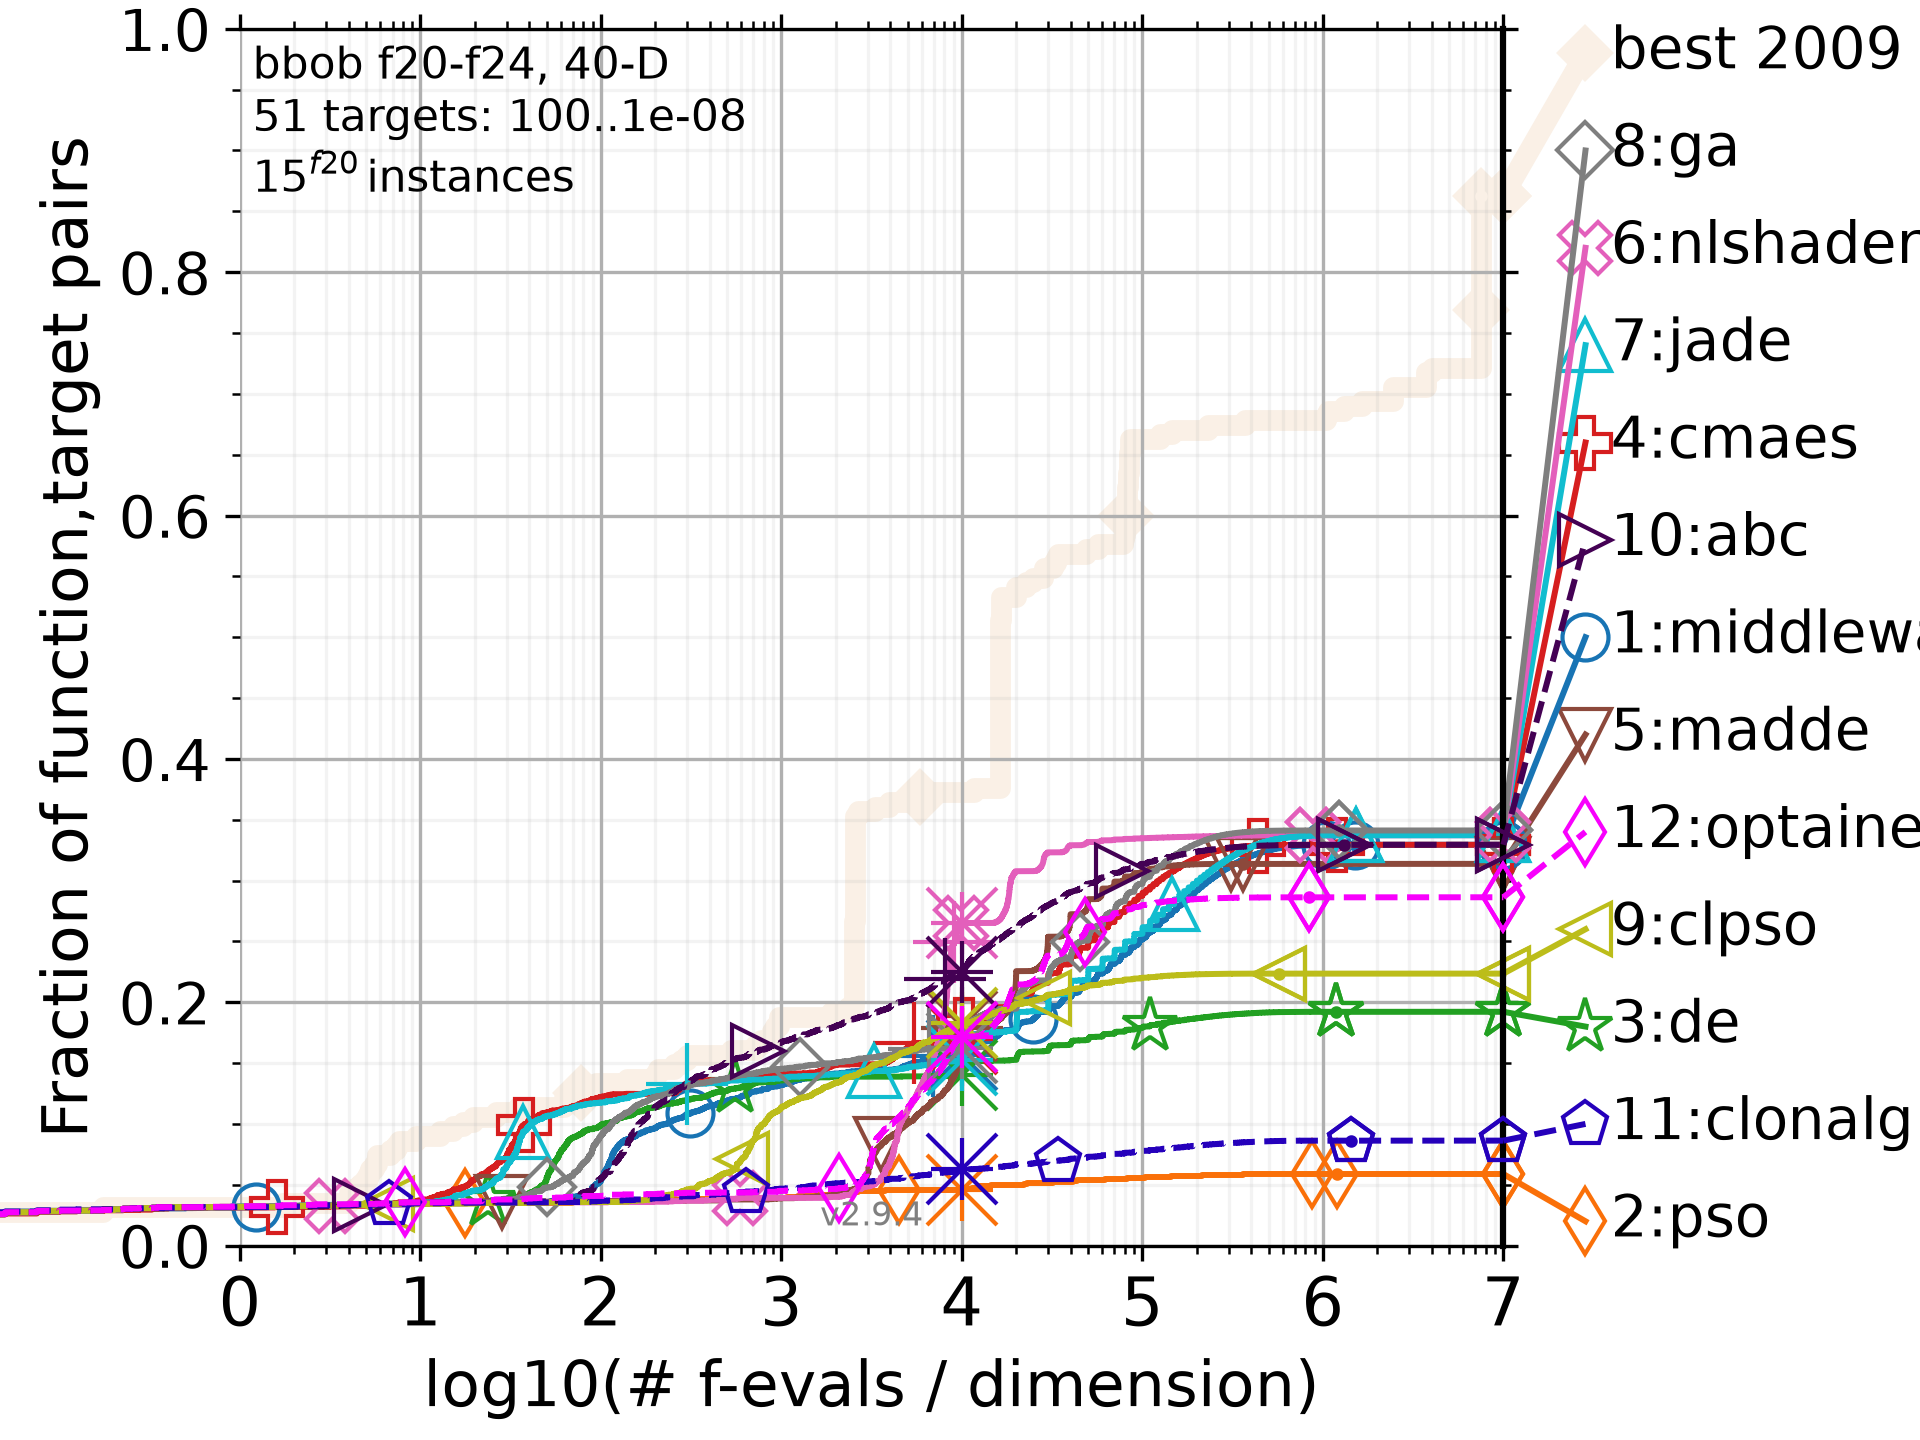 1.0
0.8
0.6
0.4
0.2
0.0
Fraction of function,target pairs
bbob f20-f24, 40-D
51 targets: 100..1e-08
15f20 instances
best 2009
8:ga
6:nlshader
7:jade
4:cmaes
10:abc
1:middlewa
5:madde
12:optaine
9:clpso
3:de
11:clonalg
2:pso
v2.9.4
0 1 2 3 4 5 6 7
log10(# f-evals / dimension)